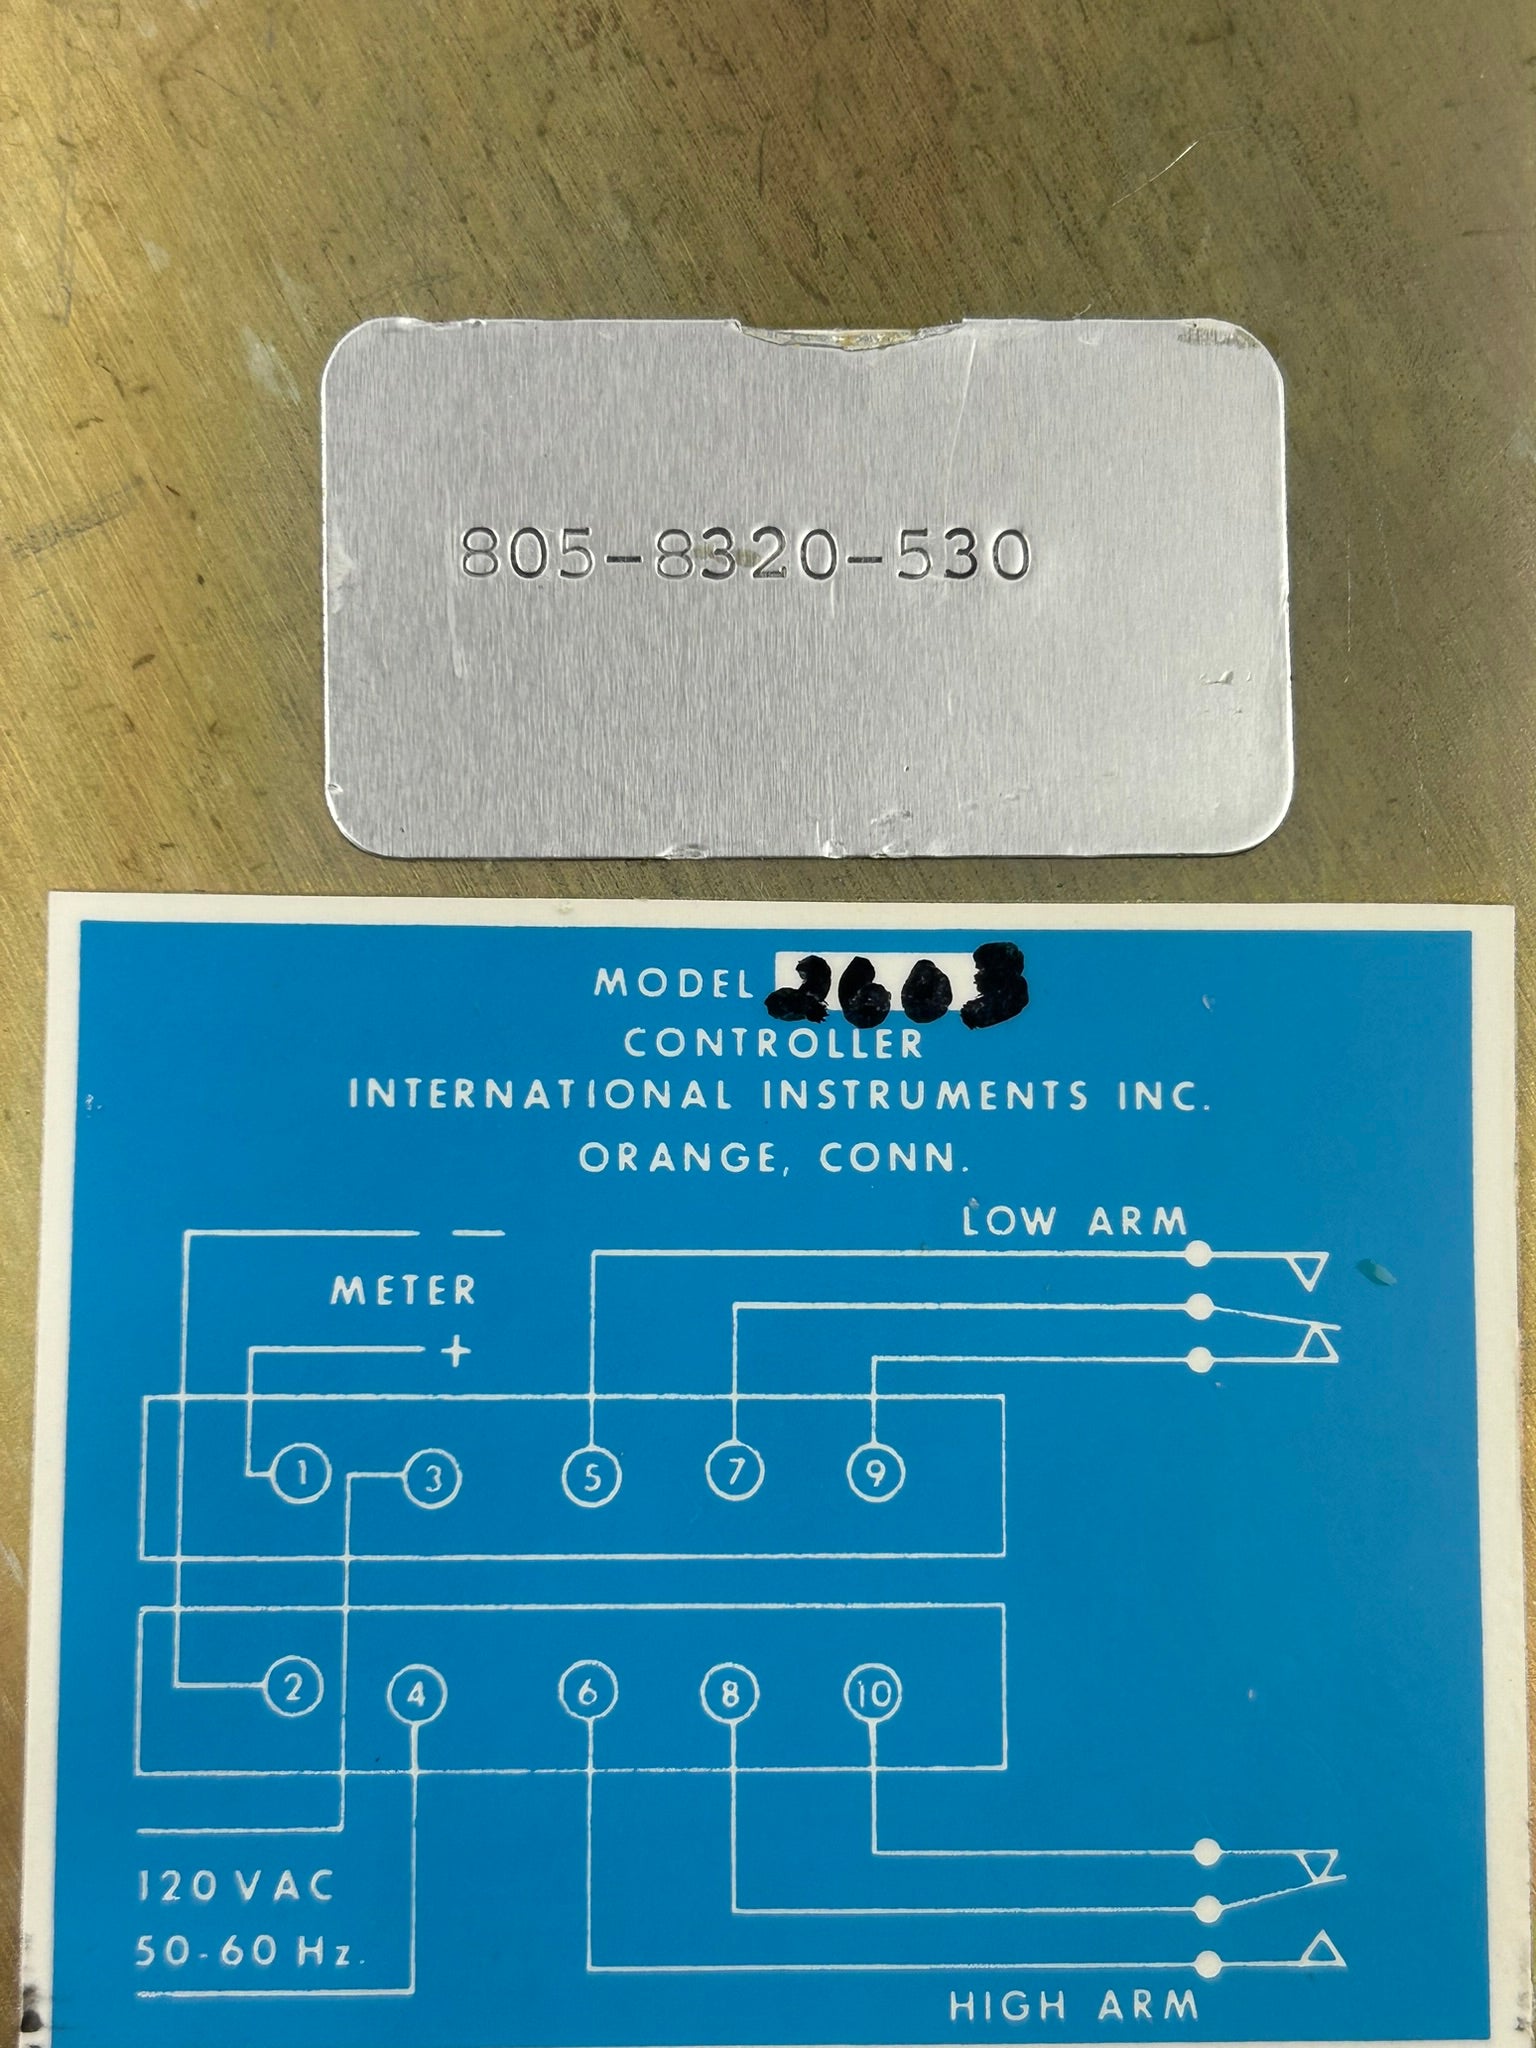 805-8320-530
MODEL 2603
CONTROLLER
INTERNATIONAL INSTRUMENTS INC.
ORANGE, CONN.
LOW ARM
-
METER
+
1 3 5 7 9
2 4 6 8 10
120 VAC
50-60 Hz.
HIGH ARM